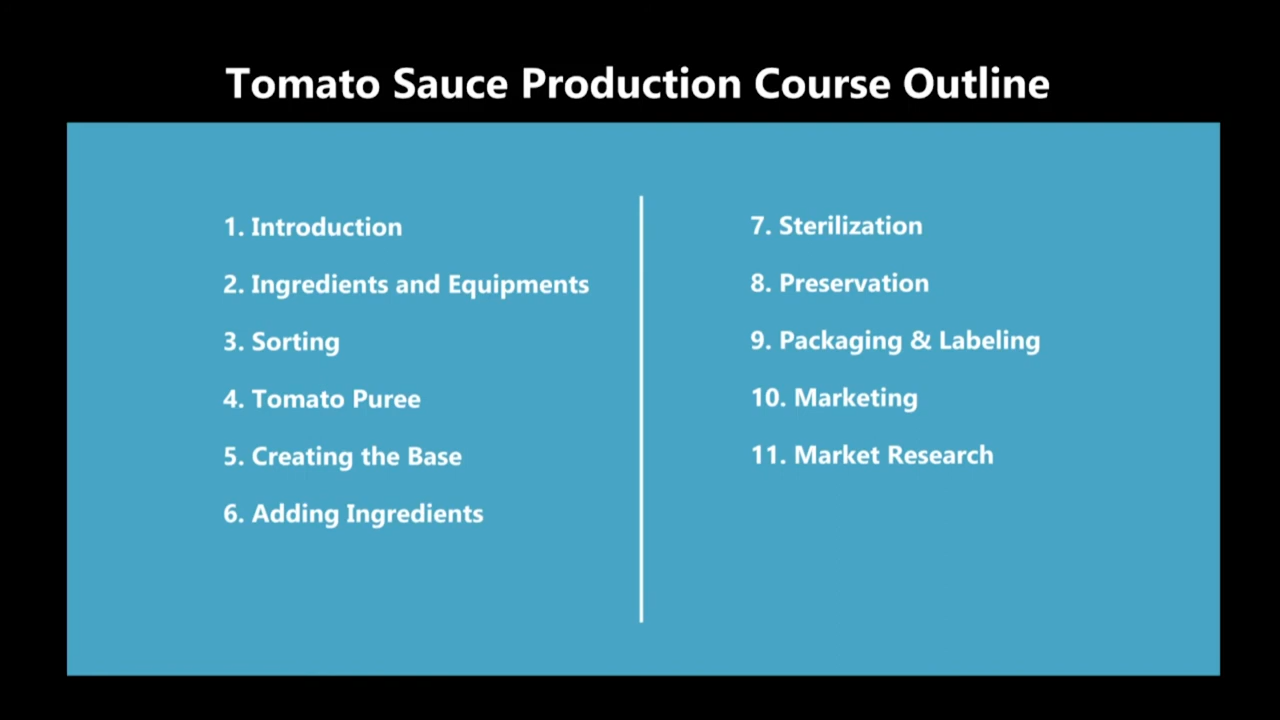 Tomato Sauce Production Course Outline
1. Introduction
2. Ingredients and Equipments
3. Sorting
4. Tomato Puree
5. Creating the Base
6. Adding Ingredients
7. Sterilization
8. Preservation
9. Packaging & Labeling
10. Marketing
11. Market Research